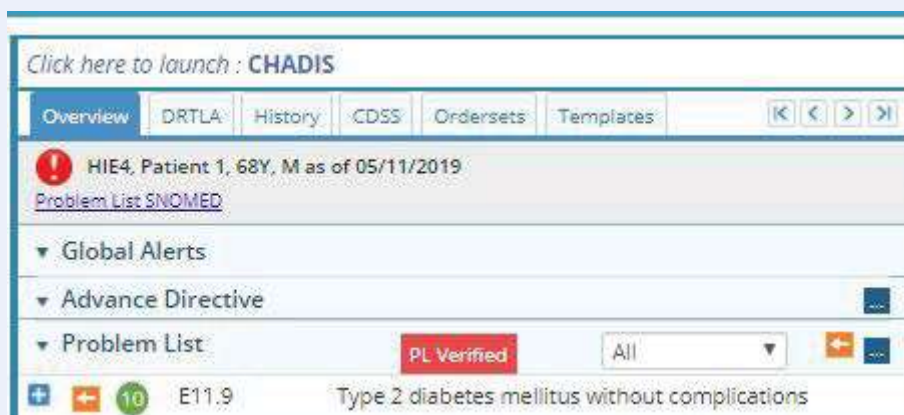 Click here to launch : CHADIS
Overview DRTLA History CDSS Ordersets Templates
HIE4, Patient 1, 68Y, M as of 05/11/2019
Problem List SNOMED
Global Alerts
Advance Directive ...
Problem List PL Verified All ...
10 E11.9 Type 2 diabetes mellitus without complications